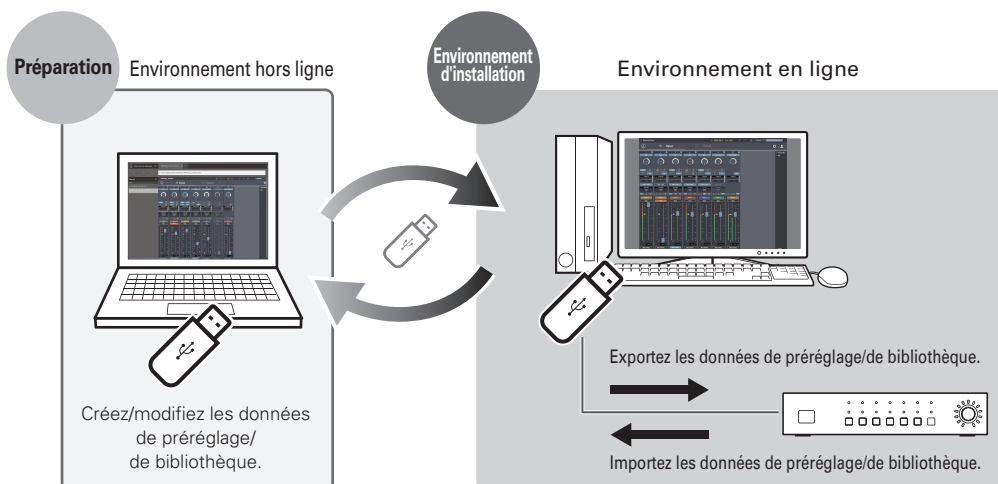 Préparation
Environnement hors ligne
Environnement
d'installation
Environnement en ligne
Créez/modifiez les données
de préréglage/
de bibliothèque.
Exportez les données de préréglage/de bibliothèque.
Importez les données de préréglage/de bibliothèque.